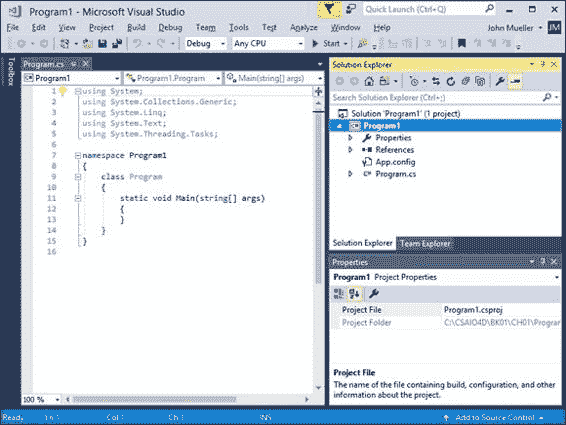 Program1 - Microsoft Visual Studio
Quick Launch (Ctrl+Q)
File Edit View Project Build Debug Team Tools Test Analyze Window Help
John Mueller JM
Debug Any CPU Start
Toolbox
Program.cs
Program1 Program1.Program Main(string[] args)
1 using System;
2 using System.Collections.Generic;
3 using System.Linq;
4 using System.Text;
5 using System.Threading.Tasks;
6
7 namespace Program1
8 {
9 class Program
10 {
11 static void Main(string[] args)
12 {
13 }
14 }
15 }
16
100 %
Solution Explorer
Search Solution Explorer (Ctrl+;)
Solution 'Program1' (1 project)
Program1
Properties
References
App.config
C# Program.cs
Solution Explorer Team Explorer
Properties
Program1 Project Properties
Project File Program1.csproj
Project Folder C:\CSAIO4D\BK01\CH01\Program
Project File
The name of the file containing build, configuration, and other
information about the project.
Ready Ln 1 Col 1 Ch 1 INS Add to Source Control